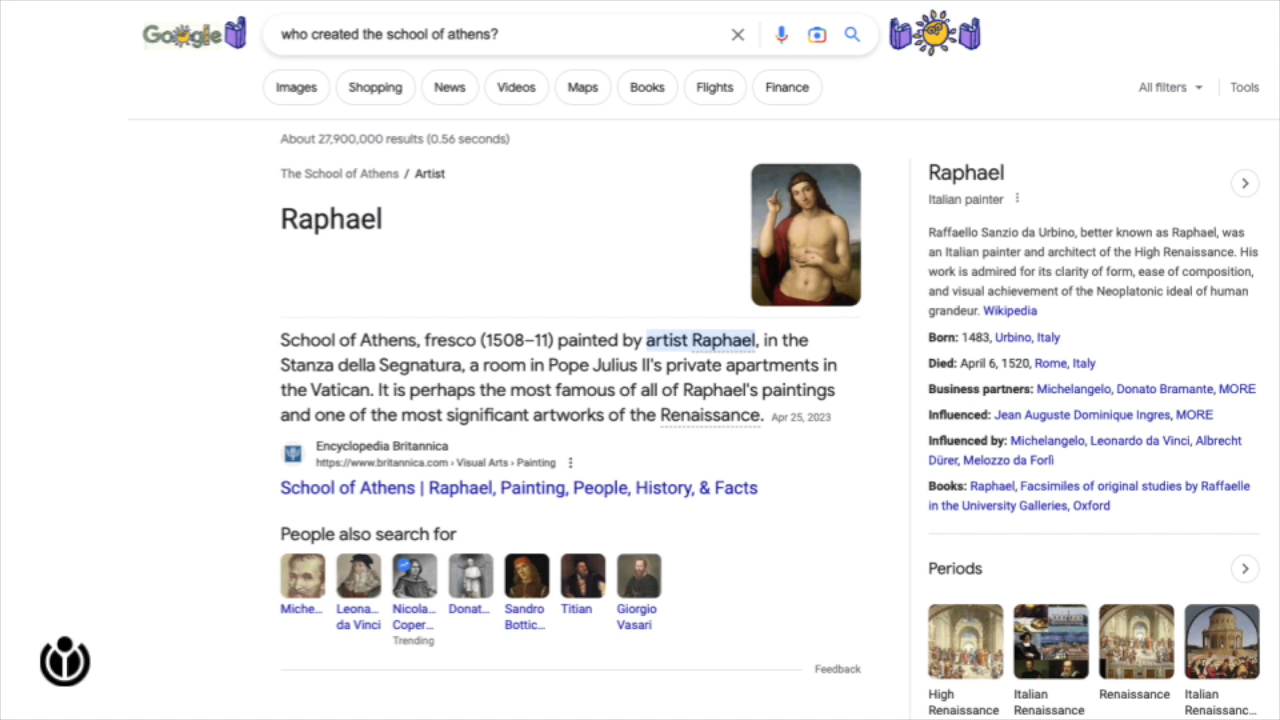 Google
who created the school of athens?
Images
Shopping
News
Videos
Maps
Books
Flights
Finance
All filters
Tools
About 27,900,000 results (0.56 seconds)
The School of Athens / Artist
Raphael
School of Athens, fresco (1508–11) painted by artist Raphael, in the
Stanza della Segnatura, a room in Pope Julius II's private apartments in
the Vatican. It is perhaps the most famous of all of Raphael's paintings
and one of the most significant artworks of the Renaissance. Apr 25, 2023
Encyclopedia Britannica
https://www.britannica.com › Visual Arts › Painting
School of Athens | Raphael, Painting, People, History, & Facts
People also search for
Miche...
Leona...
da Vinci
Nicola...
Coper...
Trending
Donat...
Sandro
Bottic...
Titian
Giorgio
Vasari
Feedback
Raphael
Italian painter
Raffaello Sanzio da Urbino, better known as Raphael, was
an Italian painter and architect of the High Renaissance. His
work is admired for its clarity of form, ease of composition,
and visual achievement of the Neoplatonic ideal of human
grandeur. Wikipedia
Born: 1483, Urbino, Italy
Died: April 6, 1520, Rome, Italy
Business partners: Michelangelo, Donato Bramante, MORE
Influenced: Jean Auguste Dominique Ingres, MORE
Influenced by: Michelangelo, Leonardo da Vinci, Albrecht
Dürer, Melozzo da Forlì
Books: Raphael, Facsimiles of original studies by Raffaelle
in the University Galleries, Oxford
Periods
High
Renaissance
Italian
Renaissance
Renaissance
Italian
Renaissanc...